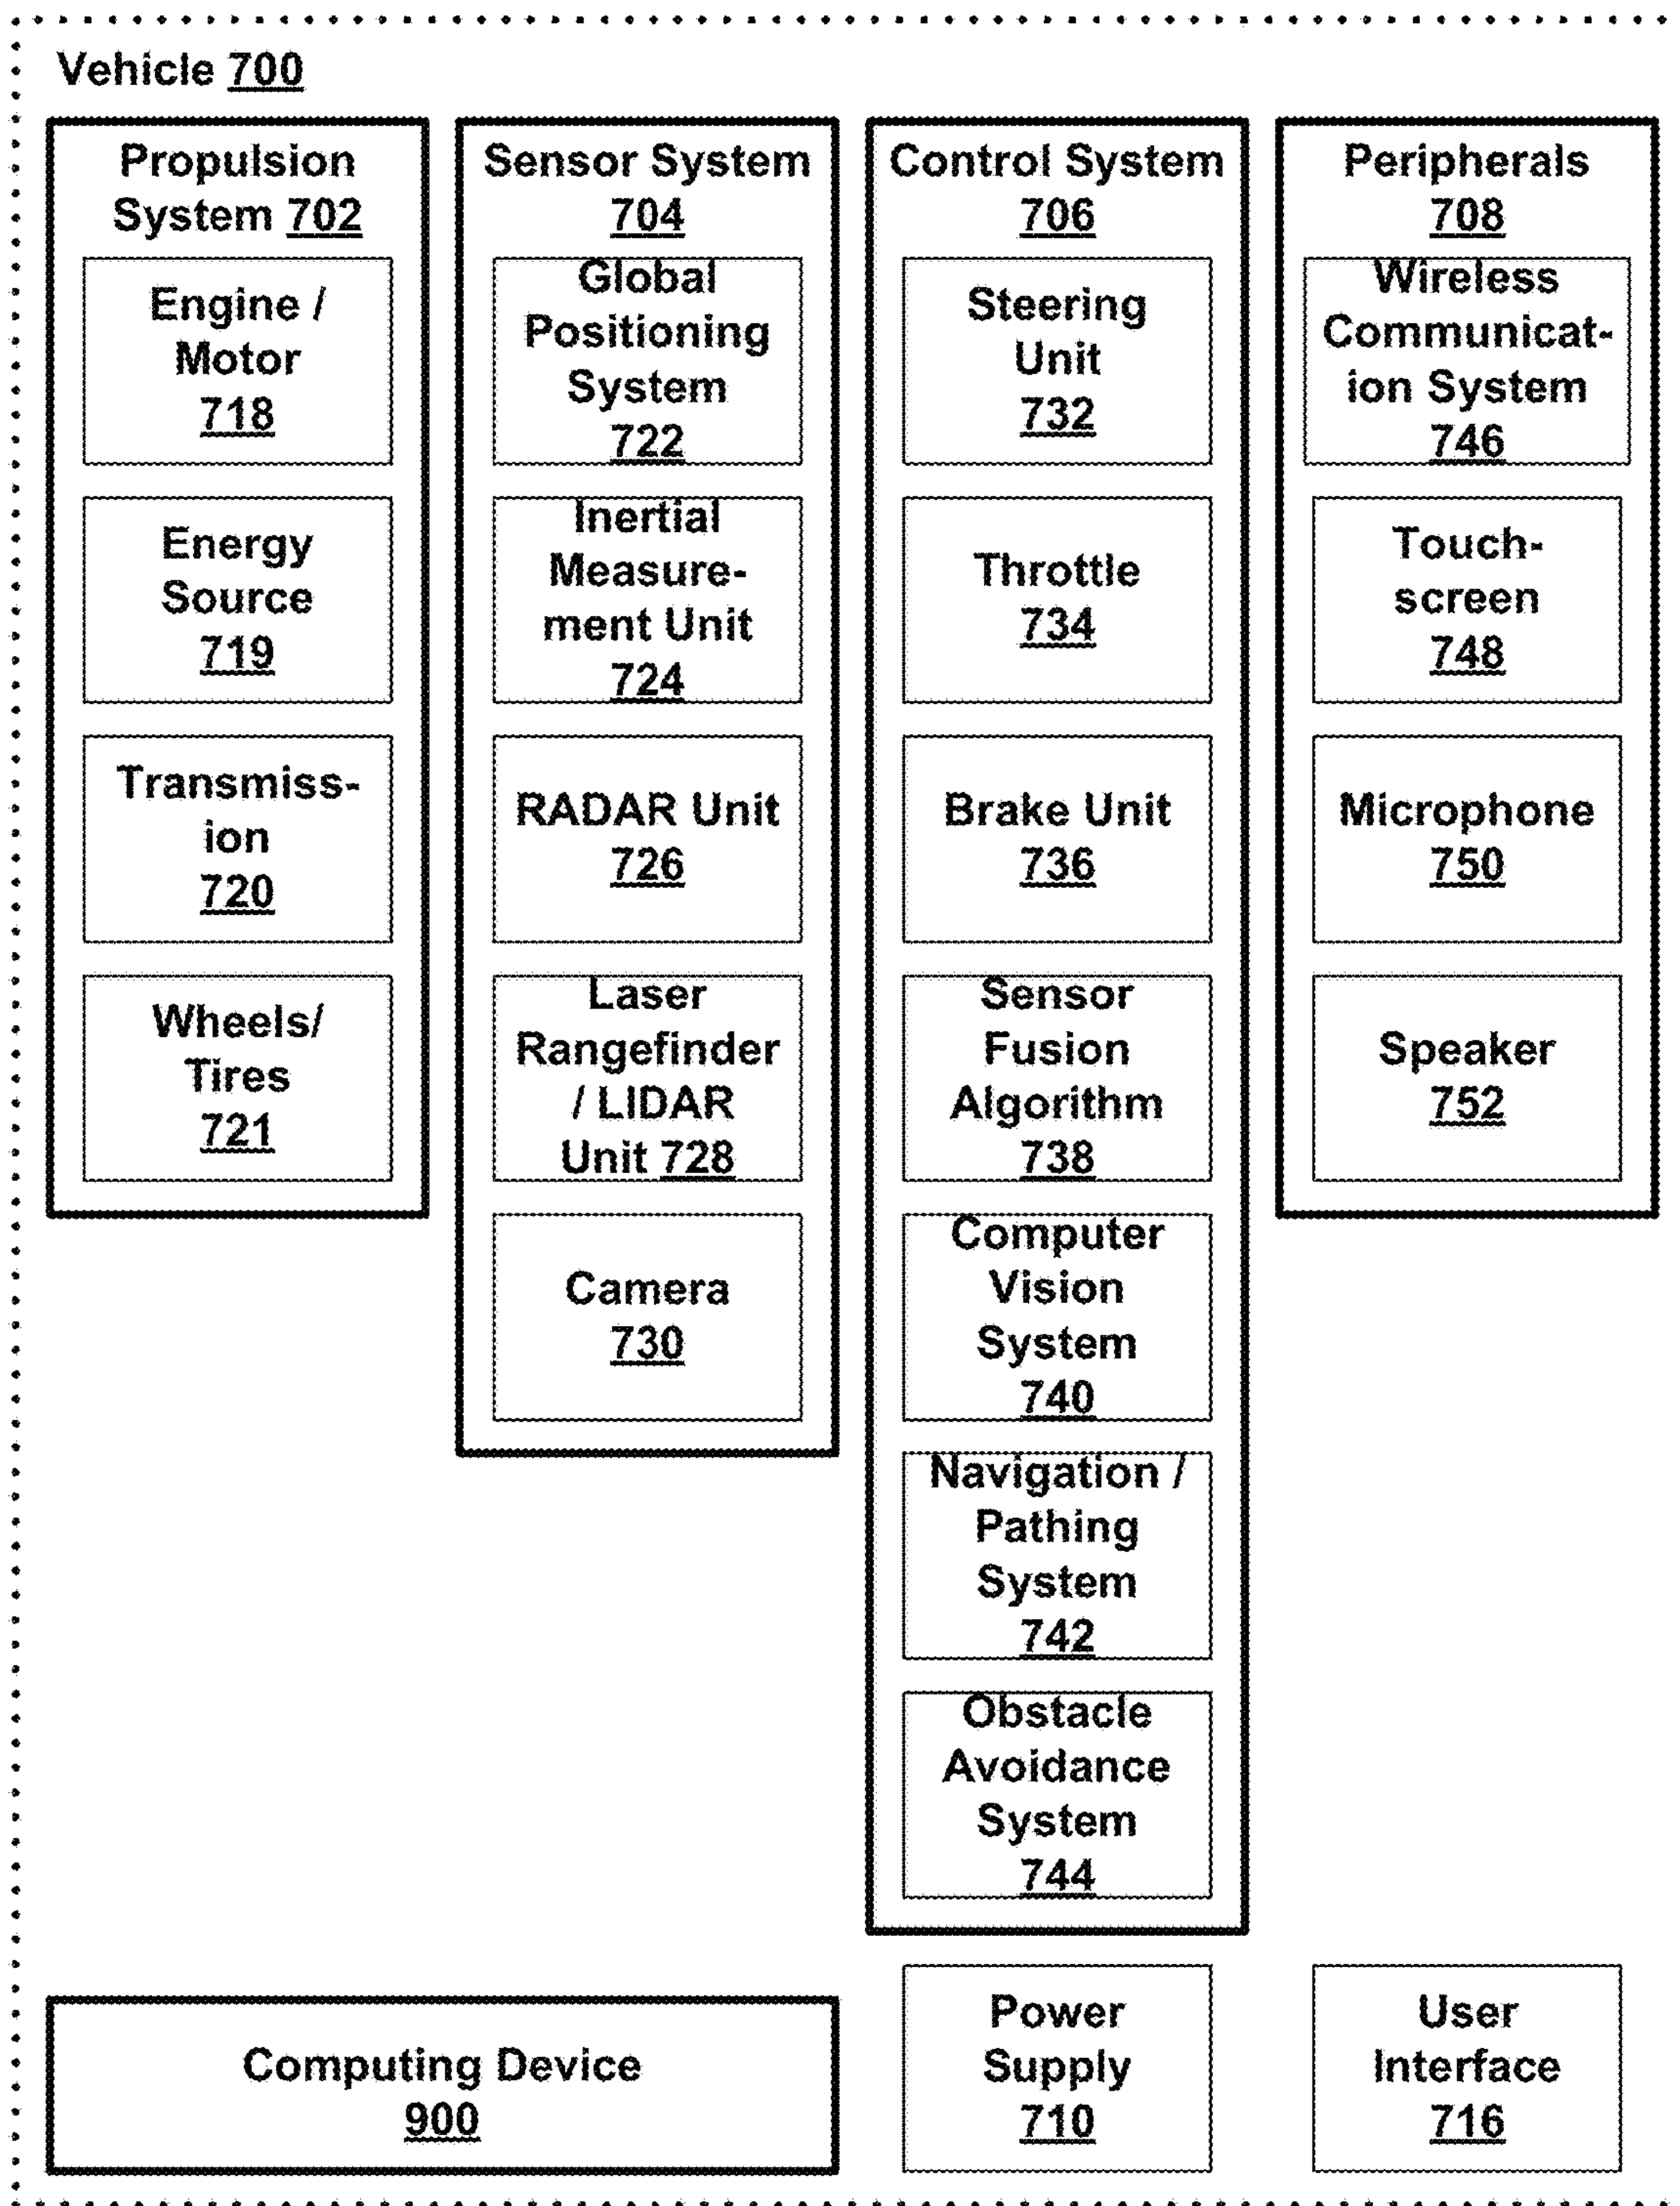 Vehicle 700
Propulsion
System 702
Engine /
Motor
718
Energy
Source
719
Transmiss-
ion
720
Wheels/
Tires
721
Sensor System
704
Global
Positioning
System
722
Inertial
Measure-
ment Unit
724
RADAR Unit
726
Laser
Rangefinder
/ LIDAR
Unit 728
Camera
730
Control System
706
Steering
Unit
732
Throttle
734
Brake Unit
736
Sensor
Fusion
Algorithm
738
Computer
Vision
System
740
Navigation /
Pathing
System
742
Obstacle
Avoidance
System
744
Peripherals
708
Wireless
Communicat-
ion System
746
Touch-
screen
748
Microphone
750
Speaker
752
Computing Device
900
Power
Supply
710
User
Interface
716